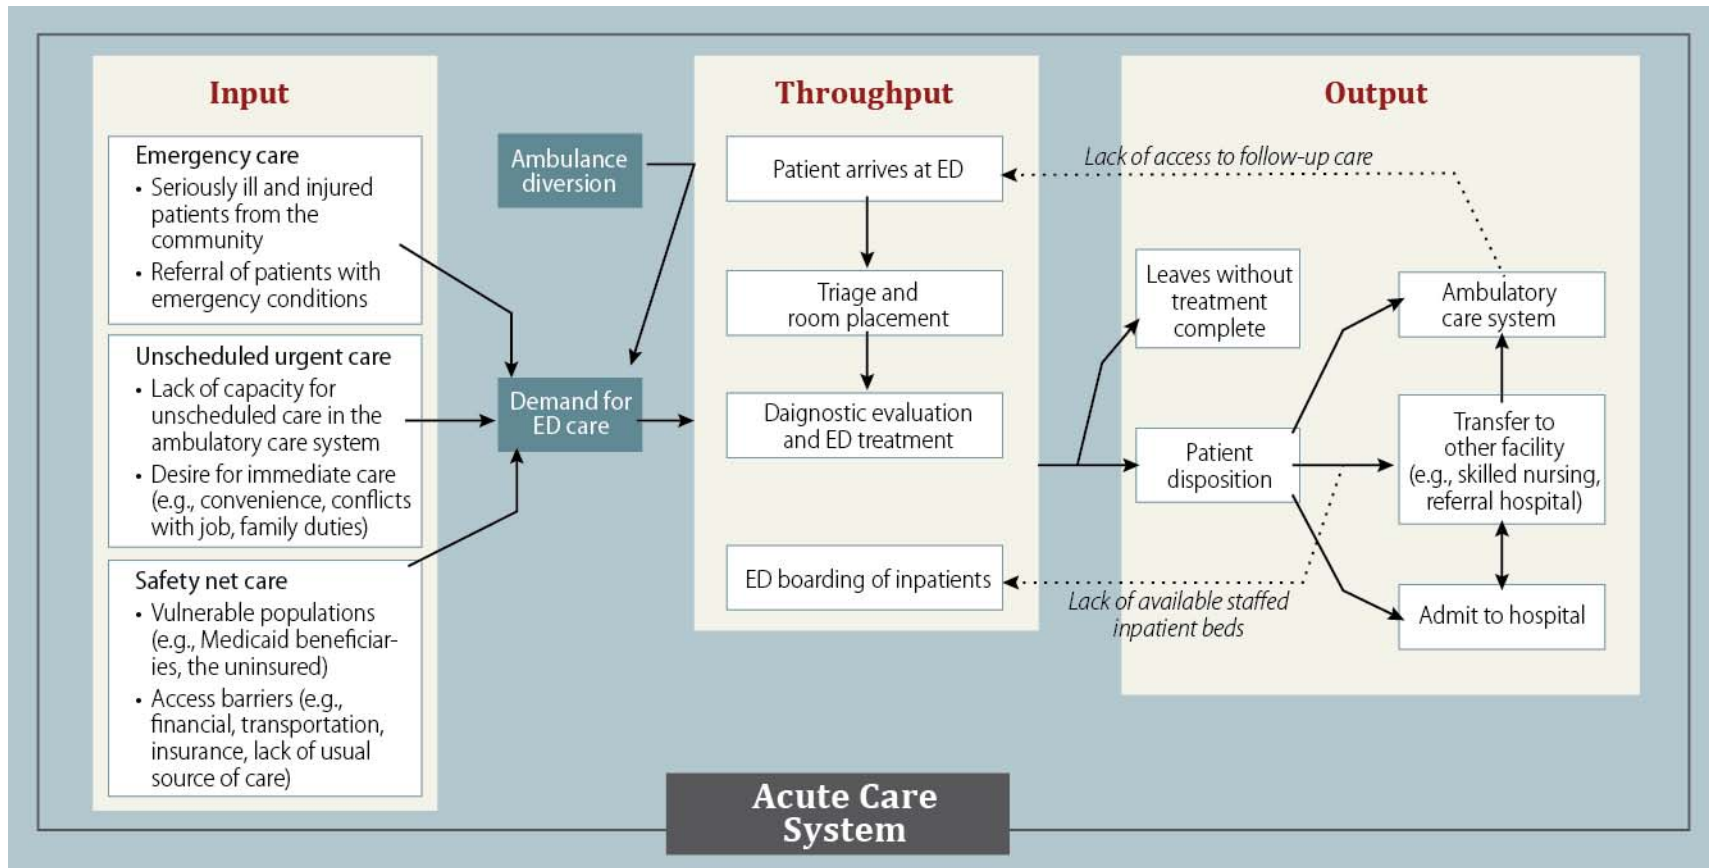 Input
Emergency care
• Seriously ill and injured
patients from the
community
• Referral of patients with
emergency conditions
Unscheduled urgent care
• Lack of capacity for
unscheduled care in the
ambulatory care system
• Desire for immediate care
(e.g., convenience, conflicts
with job, family duties)
Safety net care
• Vulnerable populations
(e.g., Medicaid beneficiar-
ies, the uninsured)
• Access barriers (e.g.,
financial, transportation,
insurance, lack of usual
source of care)
Ambulance
diversion
Demand for
ED care
Throughput
Patient arrives at ED
Triage and
room placement
Daignostic evaluation
and ED treatment
ED boarding of inpatients
Output
Lack of access to follow-up care
Leaves without
treatment
complete
Ambulatory
care system
Patient
disposition
Transfer to
other facility
(e.g., skilled nursing,
referral hospital)
Lack of available staffed
inpatient beds
Admit to hospital
Acute Care
System